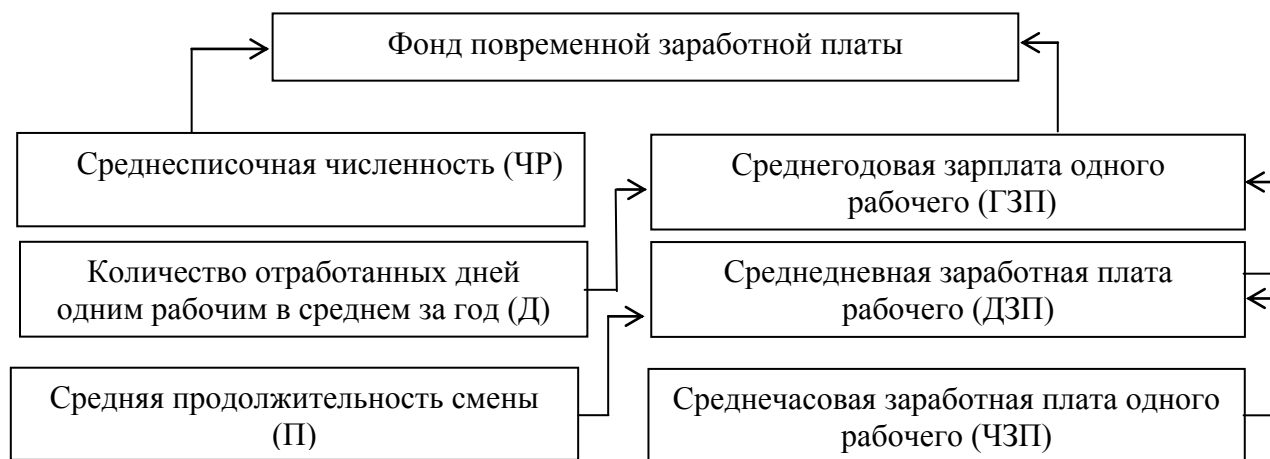 Фонд повременной заработной платы
Среднесписочная численность (ЧР)
Среднегодовая зарплата одного
рабочего (ГЗП)
Количество отработанных дней
одним рабочим в среднем за год (Д)
Среднедневная заработная плата
рабочего (ДЗП)
Средняя продолжительность смены
(П)
Среднечасовая заработная плата одного
рабочего (ЧЗП)